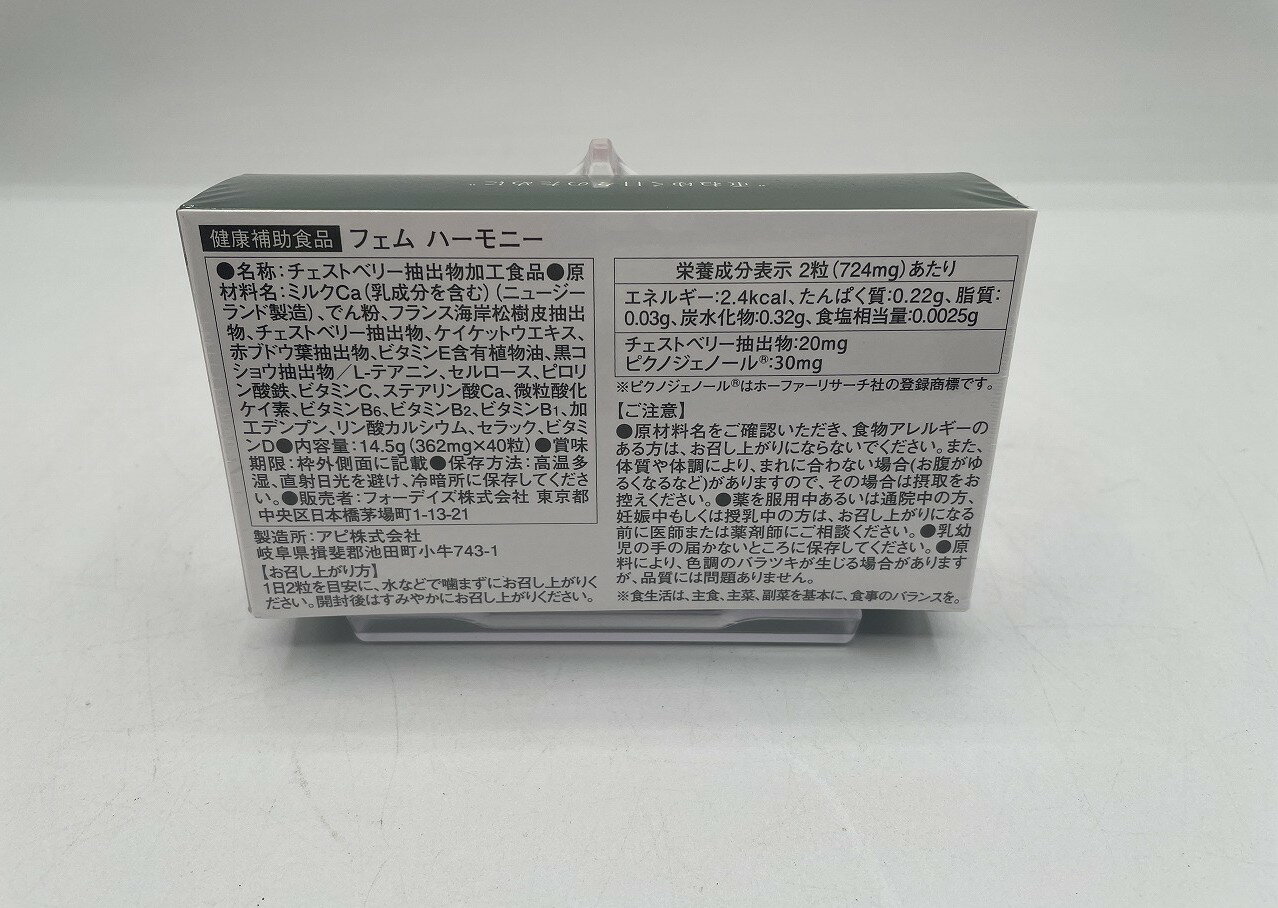 "重ねゆく日々のために"
健康補助食品 フェム ハーモニー
●名称:チェストベリー抽出物加工食品●原
材料名:ミルクCa(乳成分を含む)(ニュージー
ランド製造)、でん粉、フランス海岸松樹皮抽出
物、チェストベリー抽出物、ケイケットウエキス、
赤ブドウ葉抽出物、ビタミンE含有植物油、黒コ
ショウ抽出物/L-テアニン、セルロース、ピロリ
ン酸鉄、ビタミンC、ステアリン酸Ca、微粒酸化
ケイ素、ビタミンB6、ビタミンB2、ビタミンB1、加
工デンプン、リン酸カルシウム、セラック、ビタミ
ンD●内容量:14.5g(362mg×40粒)●賞味
期限:枠外側面に記載●保存方法:高温多
湿、直射日光を避け、冷暗所に保存してくださ
い。●販売者:フォーデイズ株式会社 東京都
中央区日本橋茅場町1-13-21
製造所:アピ株式会社
岐阜県揖斐郡池田町小牛743-1
【お召し上がり方】
1日2粒を目安に、水などで噛まずにお召し上がりく
ださい。開封後はすみやかにお召し上がりください。
栄養成分表示 2粒(724mg)あたり
エネルギー:2.4kcal、たんぱく質:0.22g、脂質:
0.03g、炭水化物:0.32g、食塩相当量:0.0025g
チェストベリー抽出物:20mg
ピクノジェノール®:30mg
※ピクノジェノール®はホーファーリサーチ社の登録商標です。
【ご注意】
●原材料名をご確認いただき、食物アレルギーの
ある方は、お召し上がりにならないでください。また、
体質や体調により、まれに合わない場合(お腹がゆ
るくなるなど)がありますので、その場合は摂取をお
控えください。●薬を服用中あるいは通院中の方、
妊娠中もしくは授乳中の方は、お召し上がりになる
前に医師または薬剤師にご相談ください。●乳幼
児の手の届かないところに保存してください。●原
料により、色調のバラツキが生じる場合があります
が、品質には問題ありません。
※食生活は、主食、主菜、副菜を基本に、食事のバランスを。